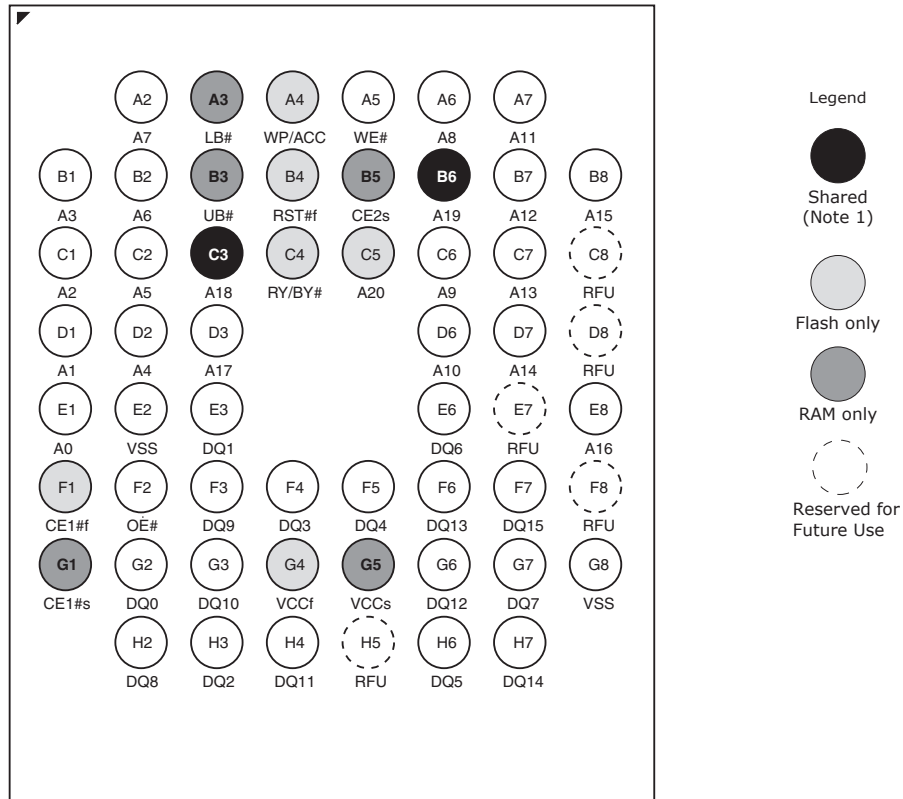 A2 A3 A4 A5 A6 A7
A7 LB# WP/ACC WE# A8 A11
B1 B2 B3 B4 B5 B6 B7 B8
A3 A6 UB# RST#f CE2s A19 A12 A15
C1 C2 C3 C4 C5 C6 C7 C8
A2 A5 A18 RY/BY# A20 A9 A13 RFU
D1 D2 D3 D6 D7 D8
A1 A4 A17 A10 A14 RFU
E1 E2 E3 E6 E7 E8
A0 VSS DQ1 DQ6 RFU A16
F1 F2 F3 F4 F5 F6 F7 F8
CE1#f OE# DQ9 DQ3 DQ4 DQ13 DQ15 RFU
G1 G2 G3 G4 G5 G6 G7 G8
CE1#s DQ0 DQ10 VCCf VCCs DQ12 DQ7 VSS
H2 H3 H4 H5 H6 H7
DQ8 DQ2 DQ11 RFU DQ5 DQ14
Legend
Shared
(Note 1)
Flash only
RAM only
Reserved for
Future Use